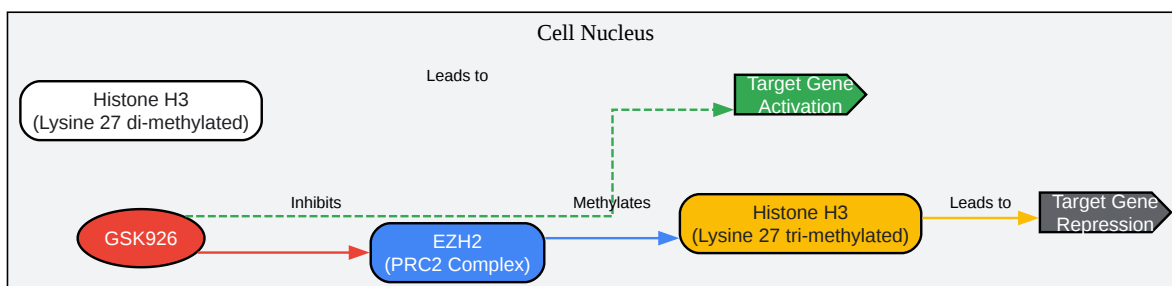 Cell Nucleus
Leads to
Target Gene
Activation
Histone H3
(Lysine 27 di-methylated)
Inhibits
Methylates
Histone H3
(Lysine 27 tri-methylated)
Leads to
Target Gene
Repression
GSK926
EZH2
(PRC2 Complex)